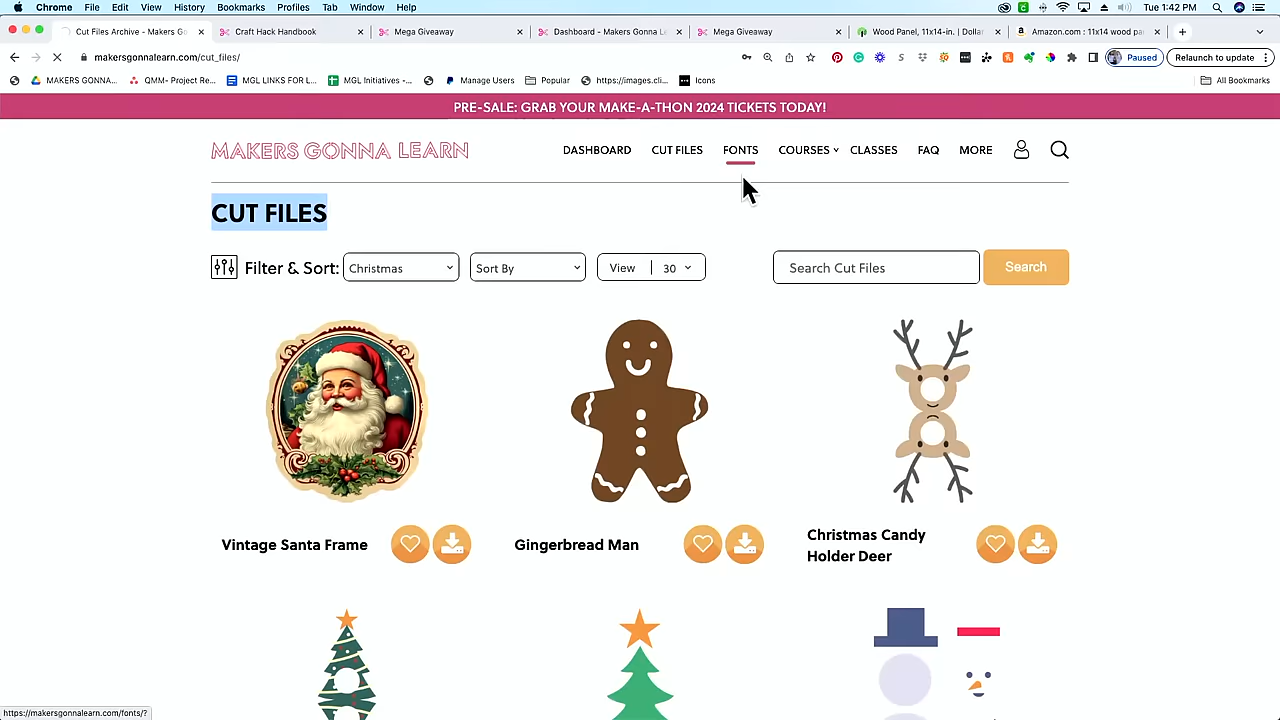 Chrome File Edit View History Bookmarks Profiles Tab Window Help Tue 1:42 PM
Cut Files Archive - Makers Go Craft Hack Handbook Mega Giveaway Dashboard - Makers Gonna Le Mega Giveaway Wood Panel, 11x14-in. | Dollar Amazon.com : 11x14 wood pa
makersgonnalearn.com/cut_files/ Paused Relaunch to update
MAKERS GONNA... QMM- Project Re... MGL LINKS FOR L... MGL Initiatives -... Manage Users Popular https://images.cli... Icons All Bookmarks
PRE-SALE: GRAB YOUR MAKE-A-THON 2024 TICKETS TODAY!
MAKERS GONNA LEARN DASHBOARD CUT FILES FONTS COURSES CLASSES FAQ MORE
CUT FILES
Filter & Sort: Christmas Sort By View 30 Search Cut Files Search
Vintage Santa Frame
Gingerbread Man
Christmas Candy
Holder Deer
https://makersgonnalearn.com/fonts/?